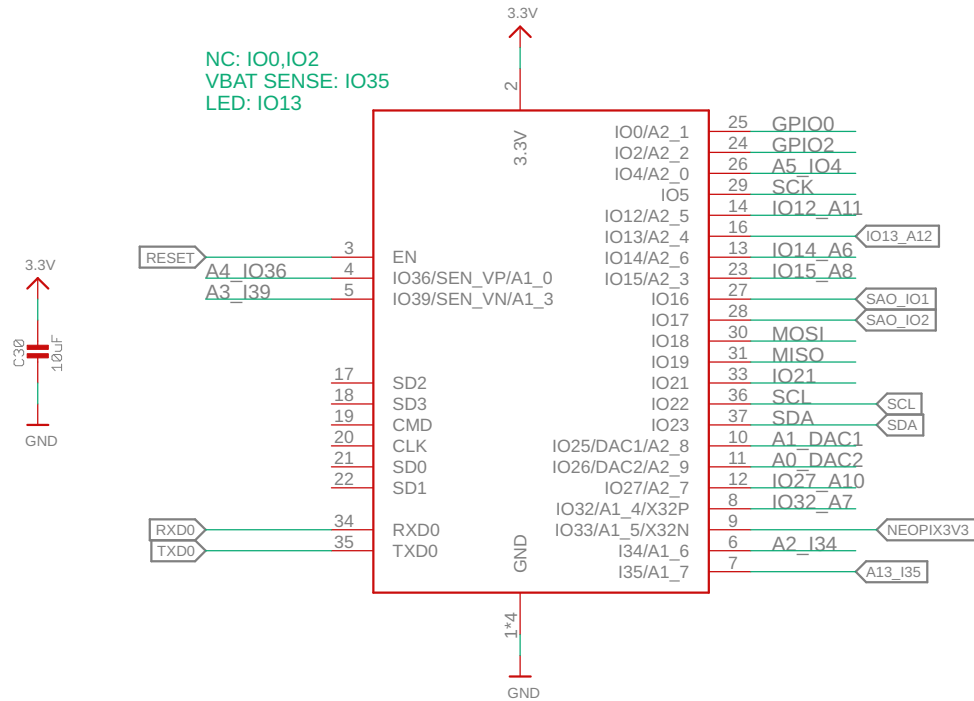 3.3V
NC: IO0,IO2
VBAT SENSE: IO35
LED: IO13
2
3.3V
IO0/A2_1 25 GPIO0
IO2/A2_2 24 GPIO2
IO4/A2_0 26 A5_IO4
IO5 29 SCK
IO12/A2_5 14 IO12_A11
IO13/A2_4 16 IO13_A12
RESET 3 EN IO14/A2_6 13 IO14_A6
A4_IO36 4 IO36/SEN_VP/A1_0 IO15/A2_3 23 IO15_A8
A3_I39 5 IO39/SEN_VN/A1_3 IO16 27 SAO_IO1
IO17 28 SAO_IO2
IO18 30 MOSI
IO19 31 MISO
17 SD2 IO21 33 IO21
18 SD3 IO22 36 SCL SCL
19 CMD IO23 37 SDA SDA
20 CLK IO25/DAC1/A2_8 10 A1_DAC1
21 SD0 IO26/DAC2/A2_9 11 A0_DAC2
22 SD1 IO27/A2_7 12 IO27_A10
IO32/A1_4/X32P 8 IO32_A7
RXD0 34 RXD0 IO33/A1_5/X32N 9 NEOPIX3V3
TXD0 35 TXD0 I34/A1_6 6 A2_I34
I35/A1_7 7 A13_I35
GND
1*4
GND
3.3V
C30
10uF
GND